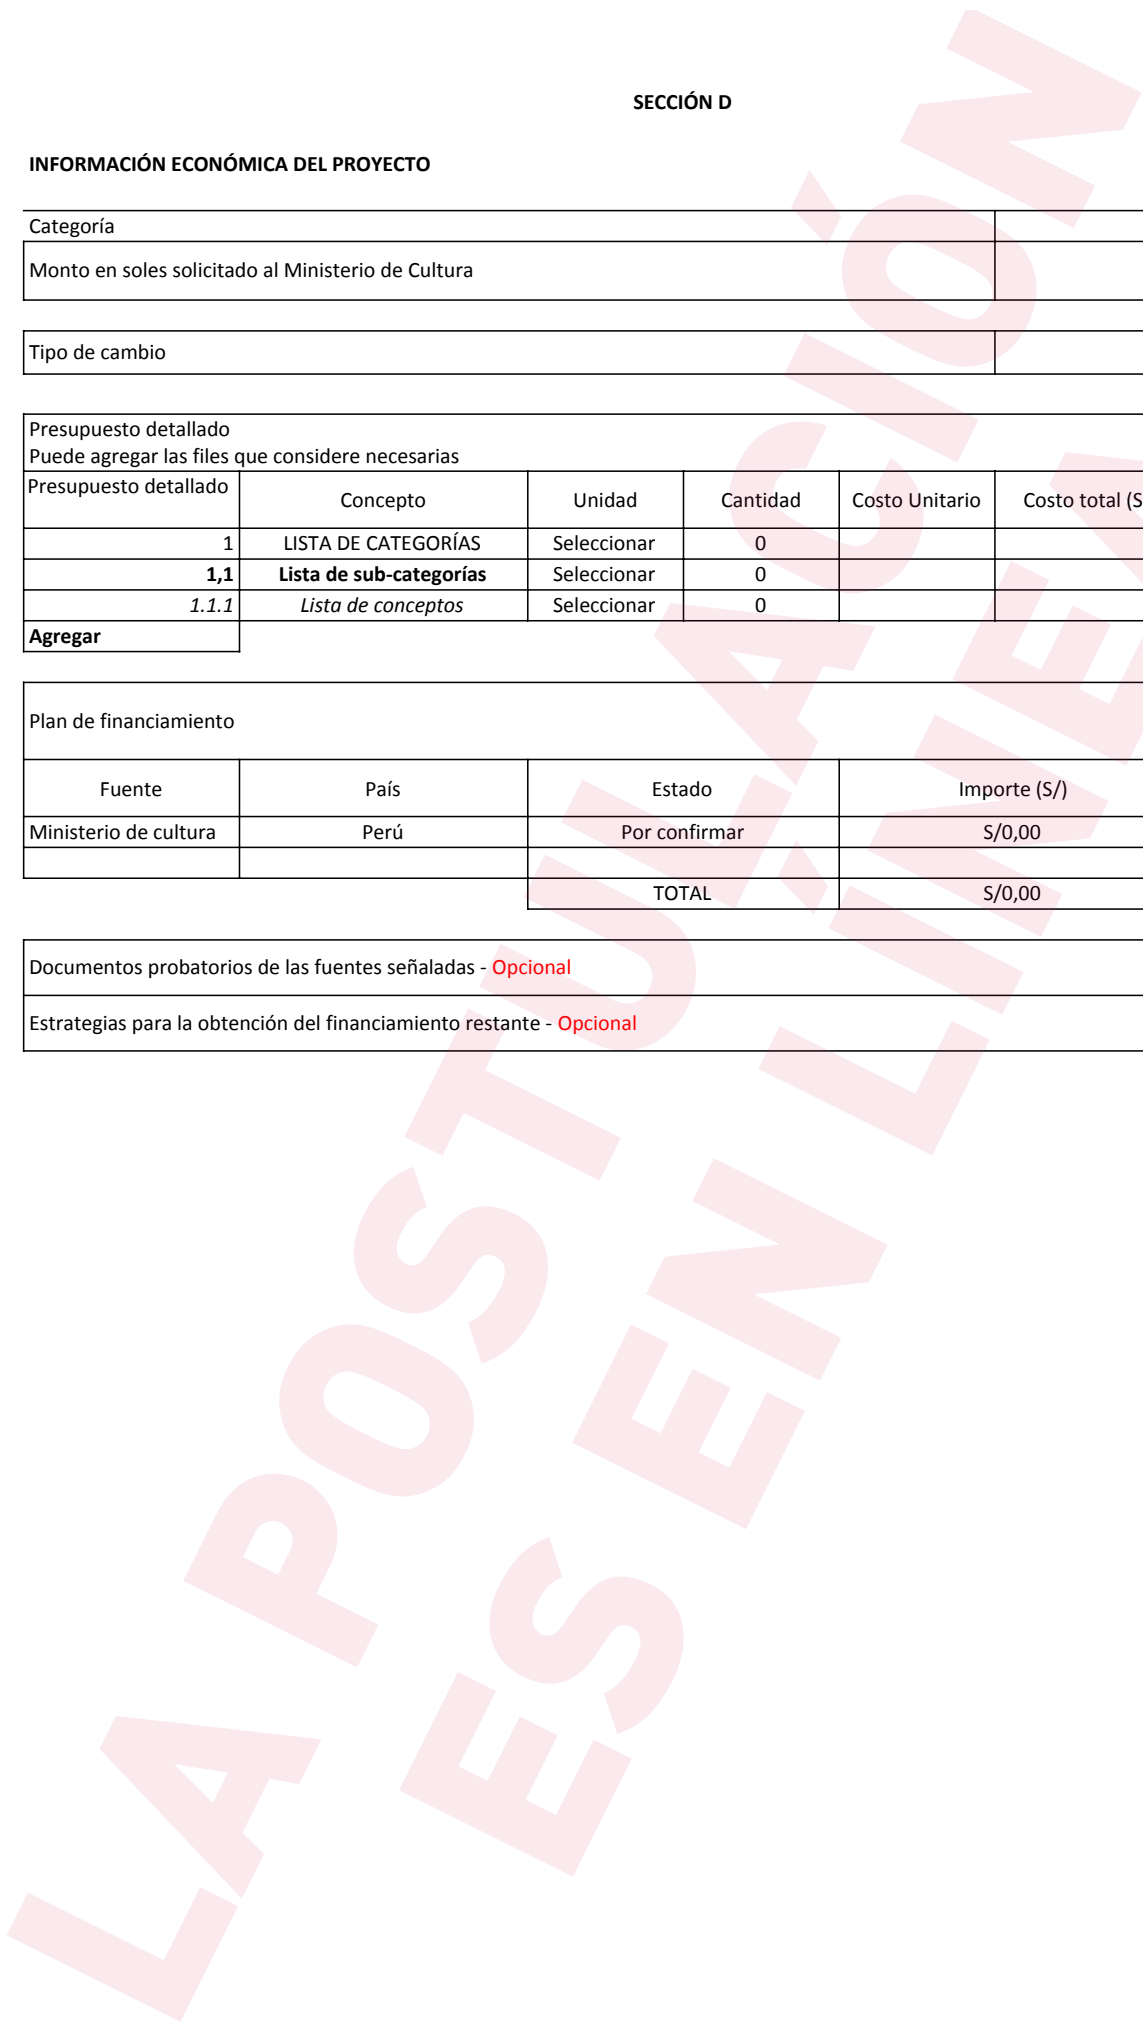 SECCIÓN D
INFORMACIÓN ECONÓMICA DEL PROYECTO
Categoría
Monto en soles solicitado al Ministerio de Cultura
Tipo de cambio
Presupuesto detallado
Puede agregar las files que considere necesarias
Presupuesto detallado Concepto Unidad Cantidad Costo Unitario Costo total (S
1 LISTA DE CATEGORÍAS Seleccionar 0
1,1 Lista de sub-categorías Seleccionar 0
1.1.1 Lista de conceptos Seleccionar 0
Agregar
Plan de financiamiento
Fuente País Estado Importe (S/)
Ministerio de cultura Perú Por confirmar S/0,00
TOTAL S/0,00
Documentos probatorios de las fuentes señaladas - Opcional
Estrategias para la obtención del financiamiento restante - Opcional
LA POSTULACIÓN
ES EN LÍNEA